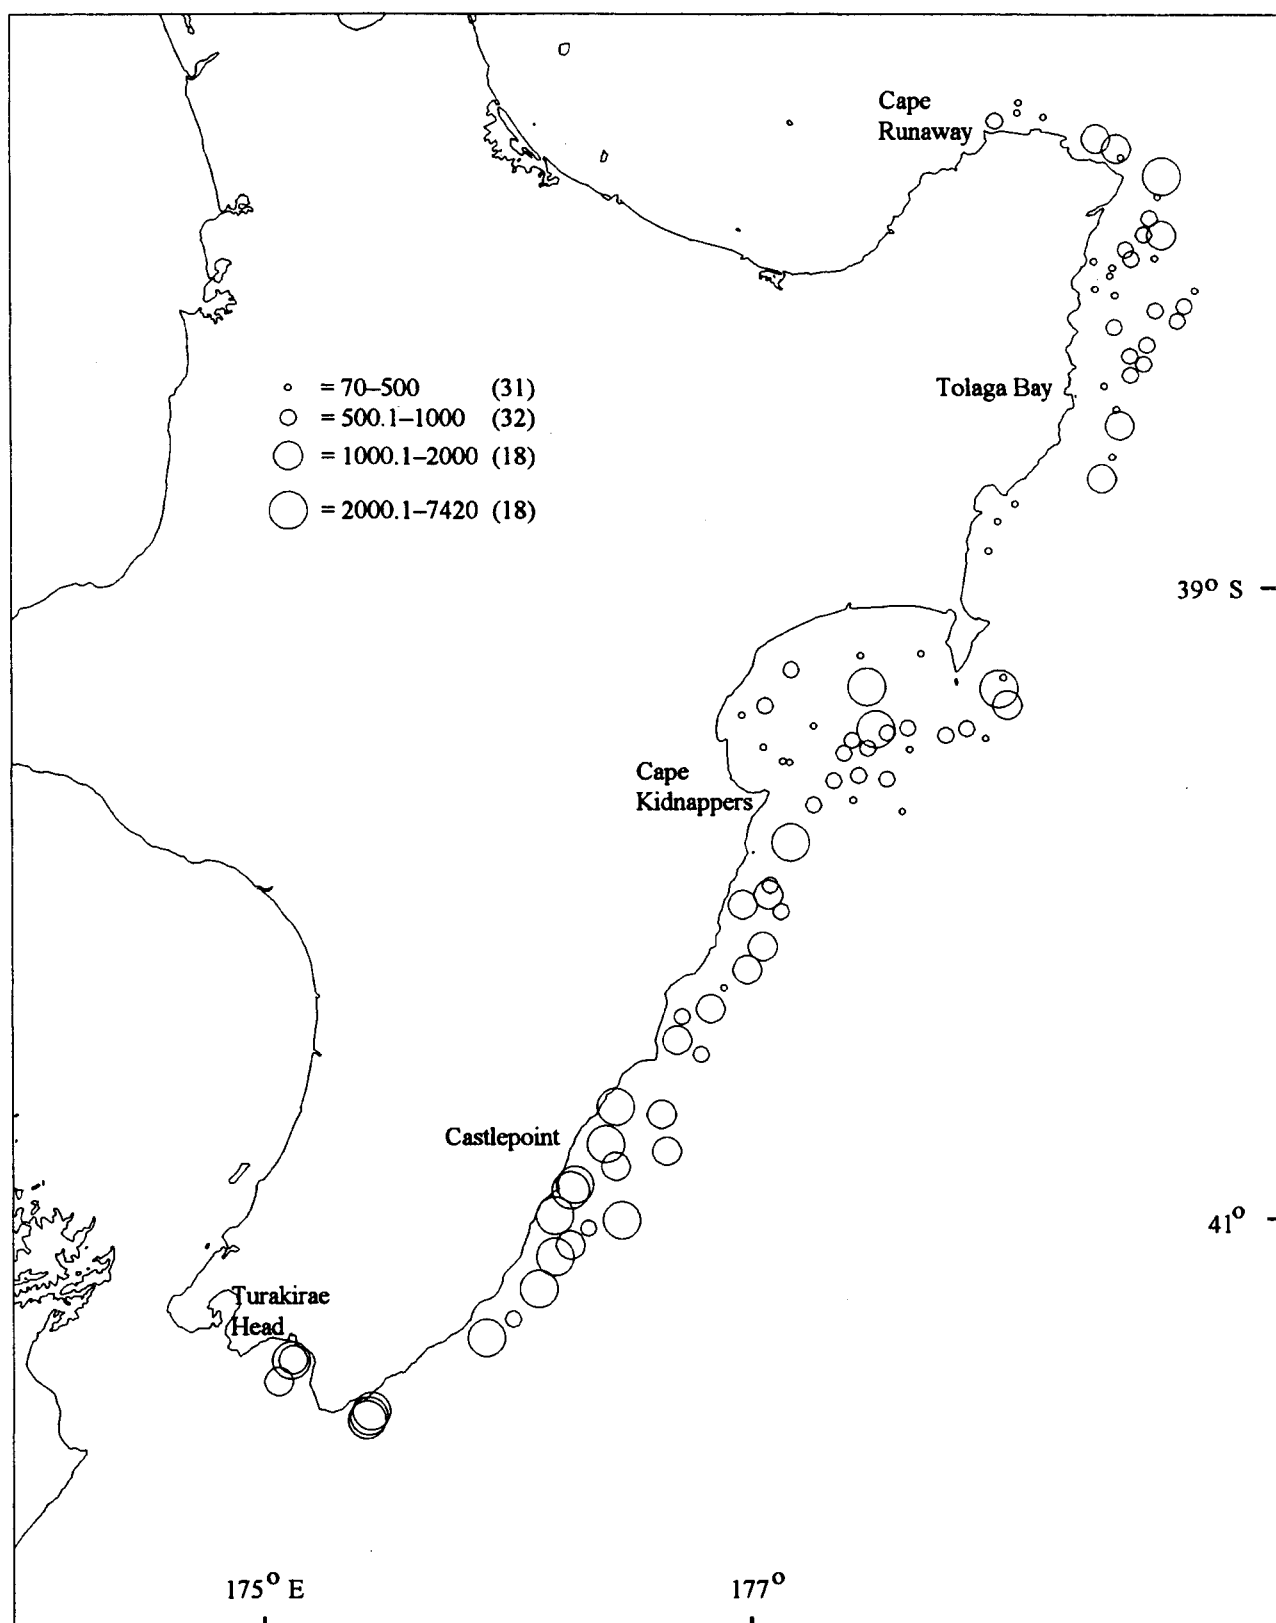 Cape
Runaway
= 70–500 (31)
= 500.1–1000 (32)
= 1000.1–2000 (18)
= 2000.1–7420 (18)
Tolaga Bay
39° S
Cape
Kidnappers
Castlepoint
41°
Turakirae
Head
175° E
177°